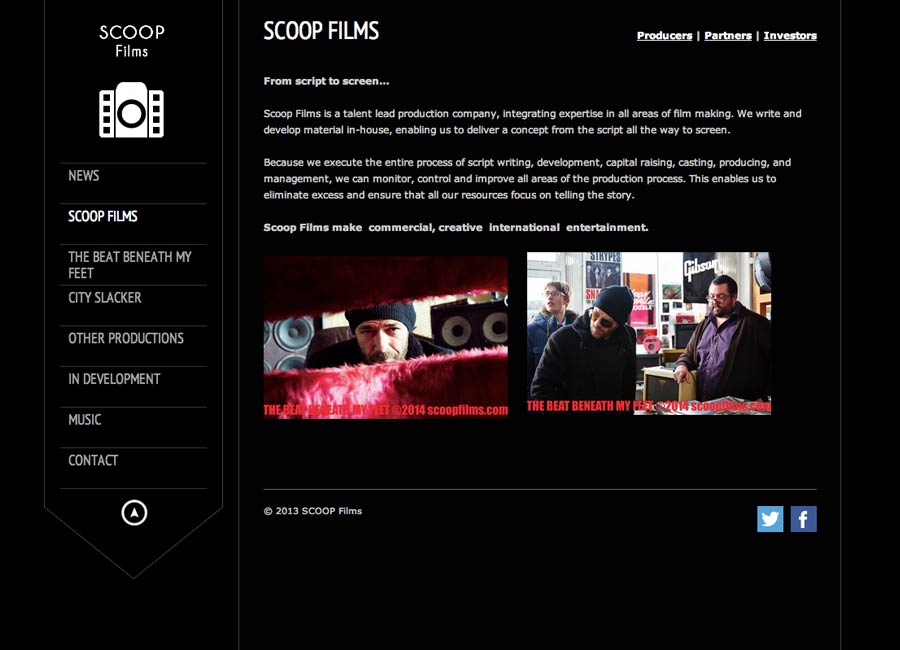 SCOOP
Films
NEWS
SCOOP FILMS
THE BEAT BENEATH MY
FEET
CITY SLACKER
OTHER PRODUCTIONS
IN DEVELOPMENT
MUSIC
CONTACT
SCOOP FILMS
Producers | Partners | Investors
From script to screen...
Scoop Films is a talent lead production company, integrating expertise in all areas of film making. We write and
develop material in-house, enabling us to deliver a concept from the script all the way to screen.
Because we execute the entire process of script writing, development, capital raising, casting, producing, and
management, we can monitor, control and improve all areas of the production process. This enables us to
eliminate excess and ensure that all our resources focus on telling the story.
Scoop Films make commercial, creative international entertainment.
THE BEAT BENEATH MY FEET ©2014 scoopfilms.com
STRYPES
Gibson
THE BEAT BENEATH MY FEET ©2014 scoopfilms.com
© 2013 SCOOP Films